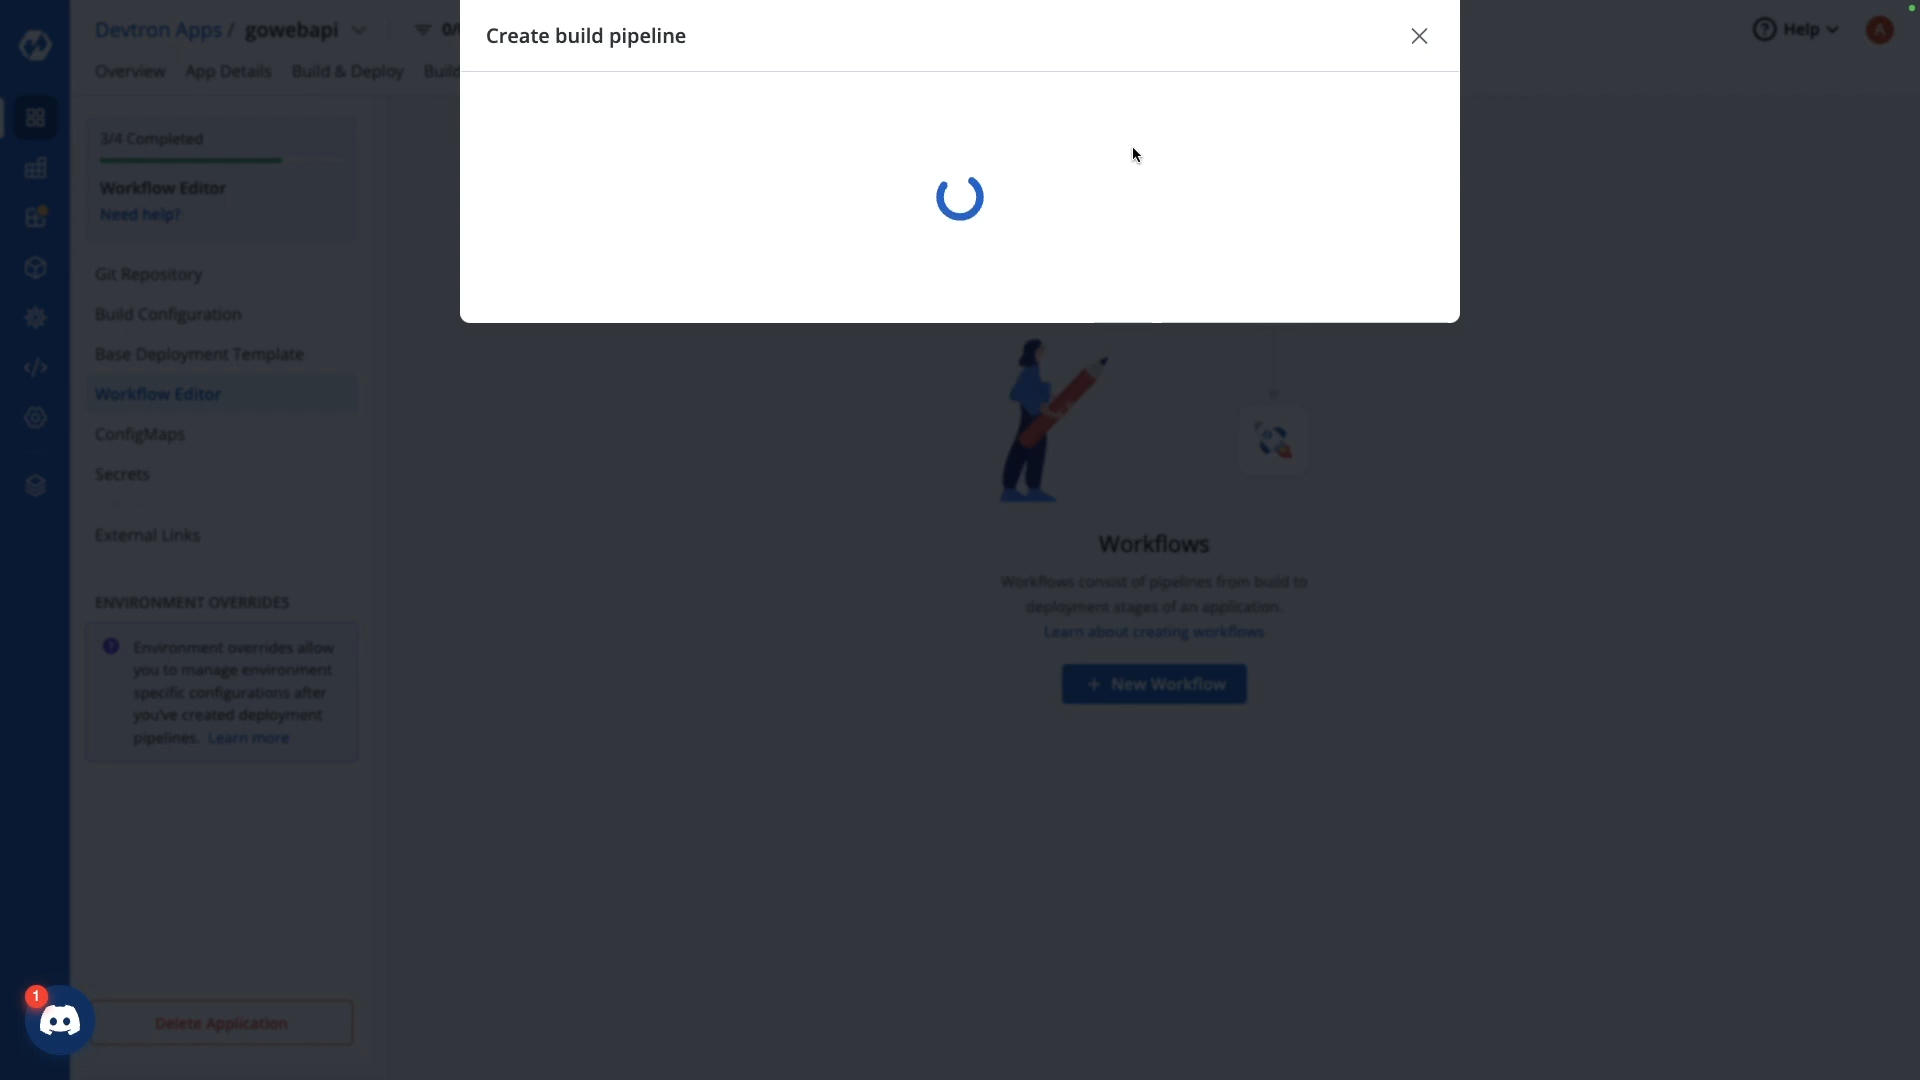 Create build pipeline
Devtron Apps / gowebapi
Help
A
Overview App Details Build & Deploy
3/4 Completed
Workflow Editor
Need help?
Git Repository
Build Configuration
Base Deployment Template
Workflow Editor
ConfigMaps
Secrets
External Links
ENVIRONMENT OVERRIDES
Environment overrides allow
you to manage environment
specific configurations after
you've created deployment
pipelines. Learn more
Workflows
Workflows consist of pipelines from build to
deployment stages of an application.
Learn about creating workflows
+ New Workflow
1
Delete Application